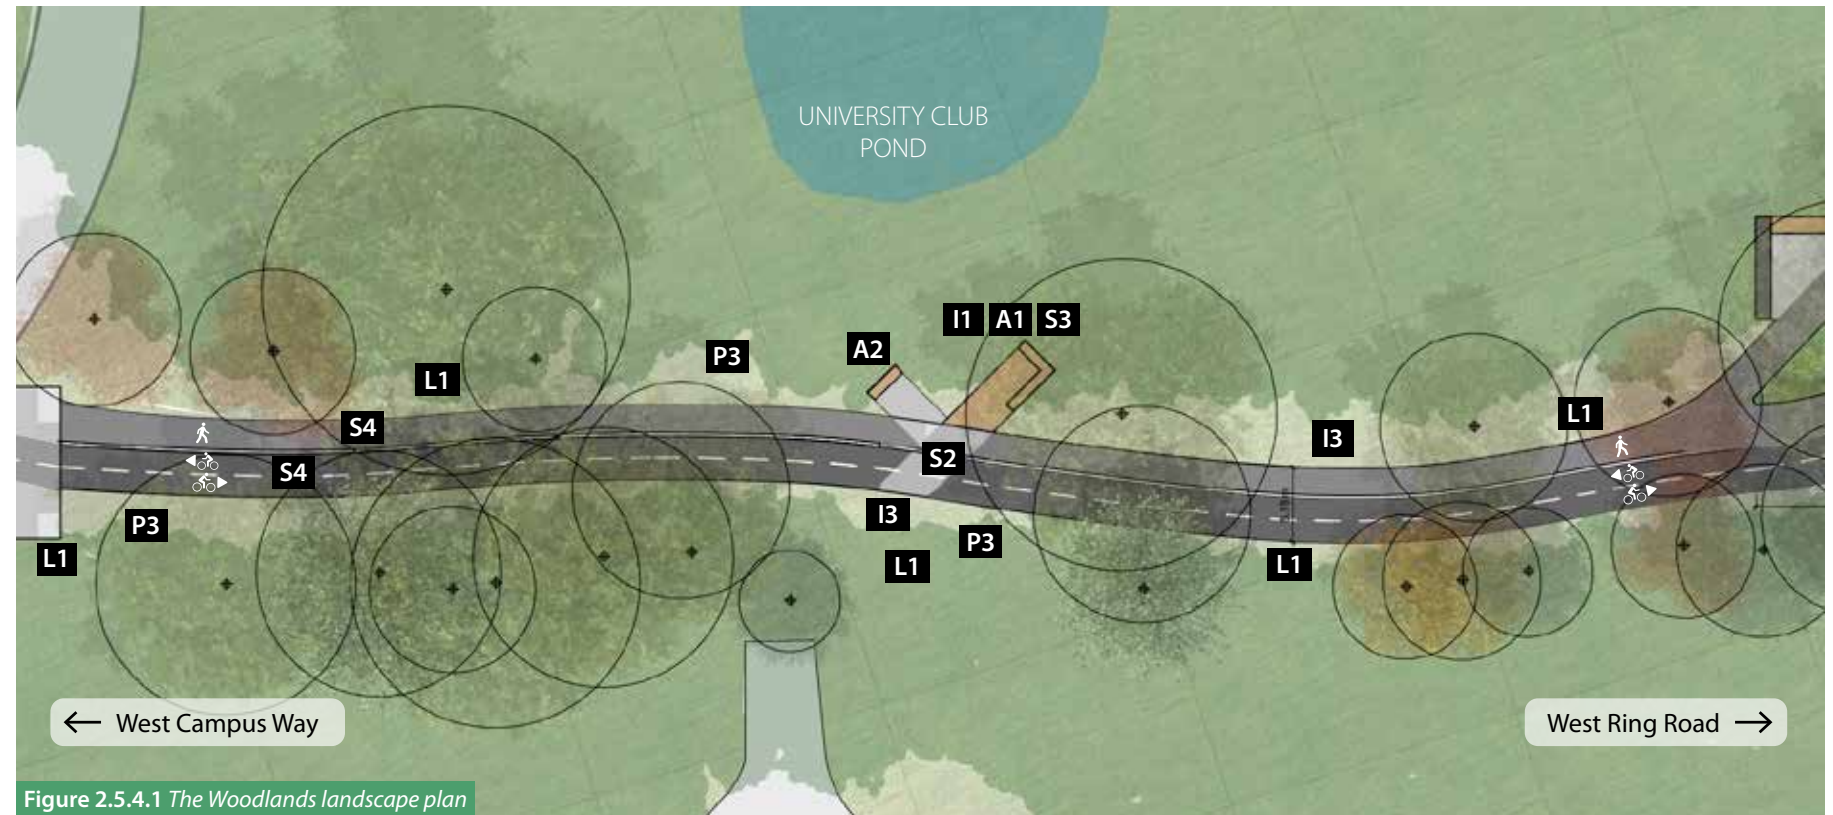 UNIVERSITY CLUB
POND
I1 A1 S3
A2
P3
L1
L1
S4
I3
S2
S4
I3
P3
P3
L1
L1
L1
← West Campus Way
West Ring Road →
Figure 2.5.4.1 The Woodlands landscape plan